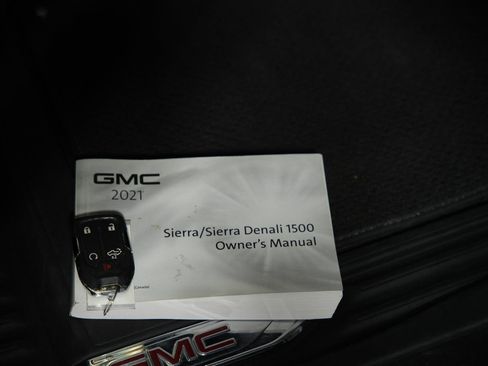 GMC
2021
Sierra/Sierra Denali 1500
Owner's Manual
GMC